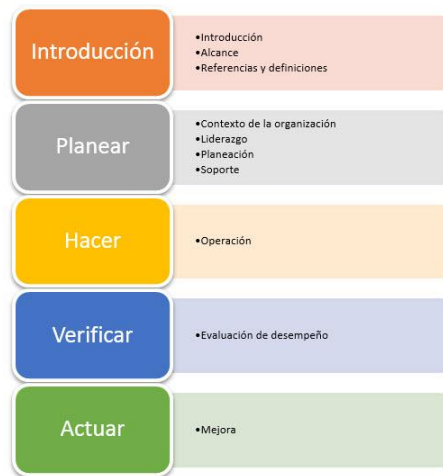 Introducción
•Introducción
•Alcance
•Referencias y definiciones
Planear
•Contexto de la organización
•Liderazgo
•Planeación
•Soporte
Hacer
•Operación
Verificar
•Evaluación de desempeño
Actuar
•Mejora